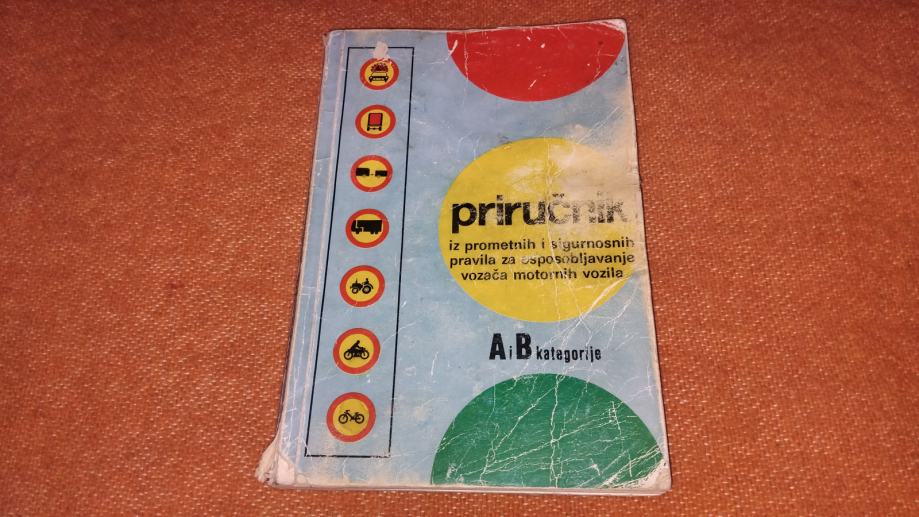 priručnik
iz prometnih i sigurnosnih
pravila za osposobljavanje
vozača motornih vozila
A i B kategorije